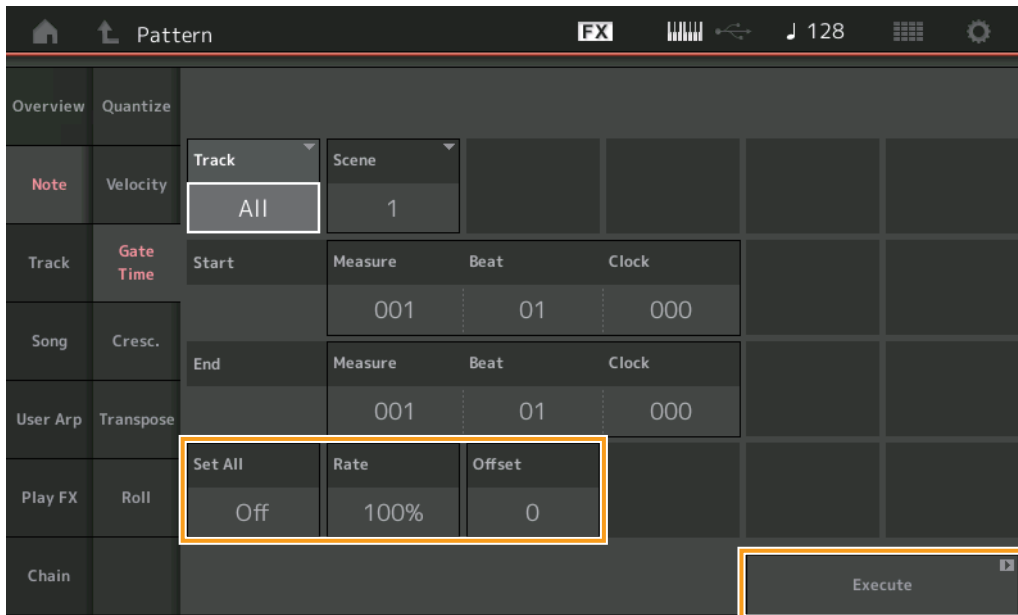 Pattern
FX
♩ 128
Overview
Quantize
Note
Velocity
Track
Gate
Time
Song
Cresc.
User Arp
Transpose
Play FX
Roll
Chain
Track
Scene
All
1
Start
Measure
Beat
Clock
001
01
000
End
Measure
Beat
Clock
001
01
000
Set All
Rate
Offset
Off
100%
0
Execute